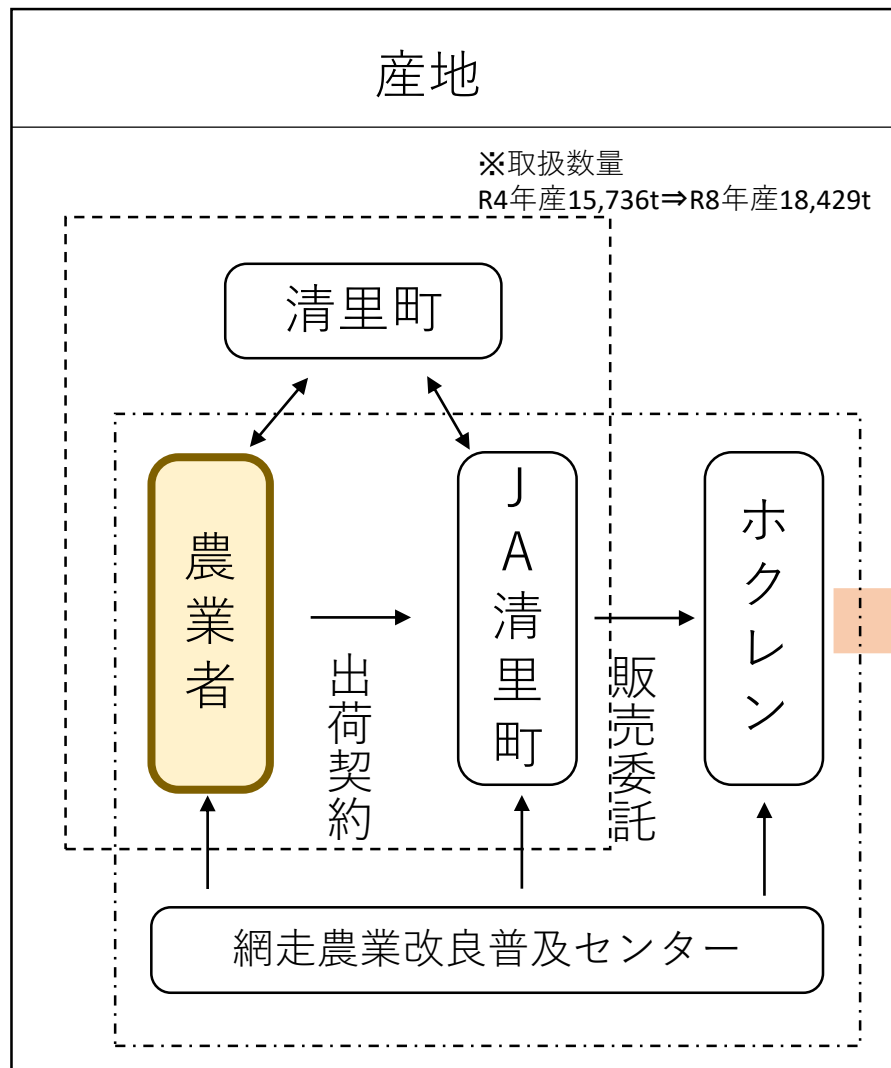 産地
※取扱数量
R4年産15,736t⇒R8年産18,429t
清里町
農業者
出荷契約
JA清里町
販売委託
ホクレン
網走農業改良普及センター